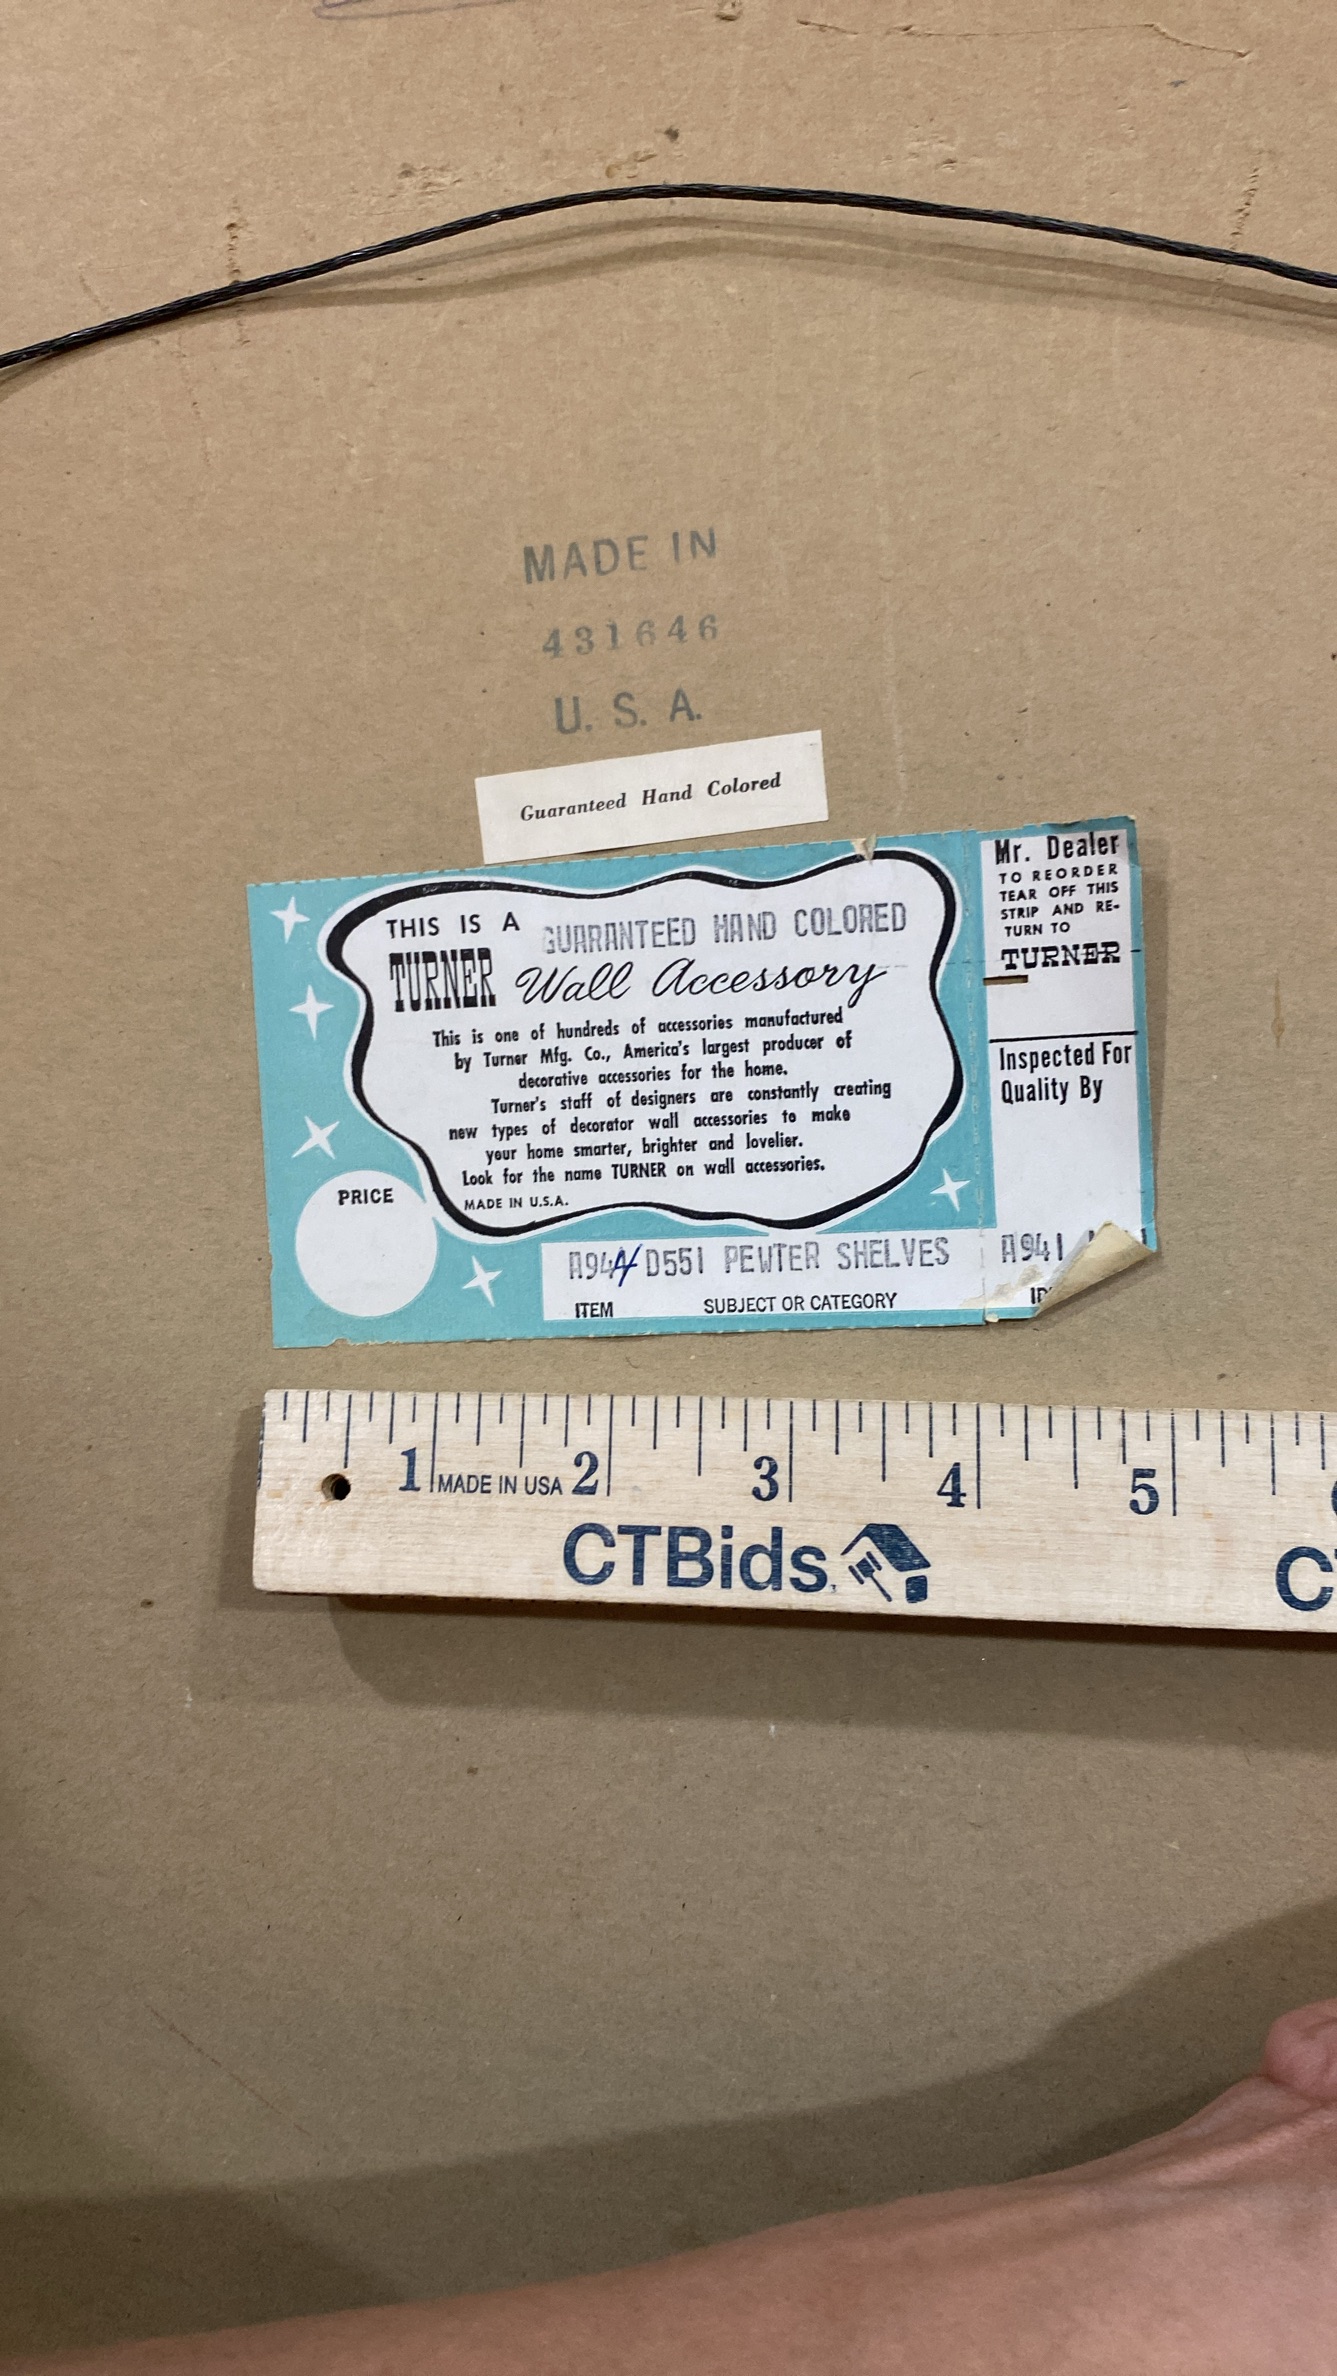 MADE IN
431646
U. S. A.
Guaranteed Hand Colored
THIS IS A GUARANTEED HAND COLORED
TURNER Wall Accessory
This is one of hundreds of accessories manufactured
by Turner Mfg. Co., America's largest producer of
decorative accessories for the home.
Turner's staff of designers are constantly creating
new types of decorator wall accessories to make
your home smarter, brighter and lovelier.
Look for the name TURNER on wall accessories.
MADE IN U.S.A.
PRICE
D551 PEWTER SHELVES
ITEM SUBJECT OR CATEGORY
Mr. Dealer
TO REORDER
TEAR OFF THIS
STRIP AND RE-
TURN TO
TURNER
Inspected For
Quality By
A941
1 MADE IN USA 2 3 4 5
CTBids